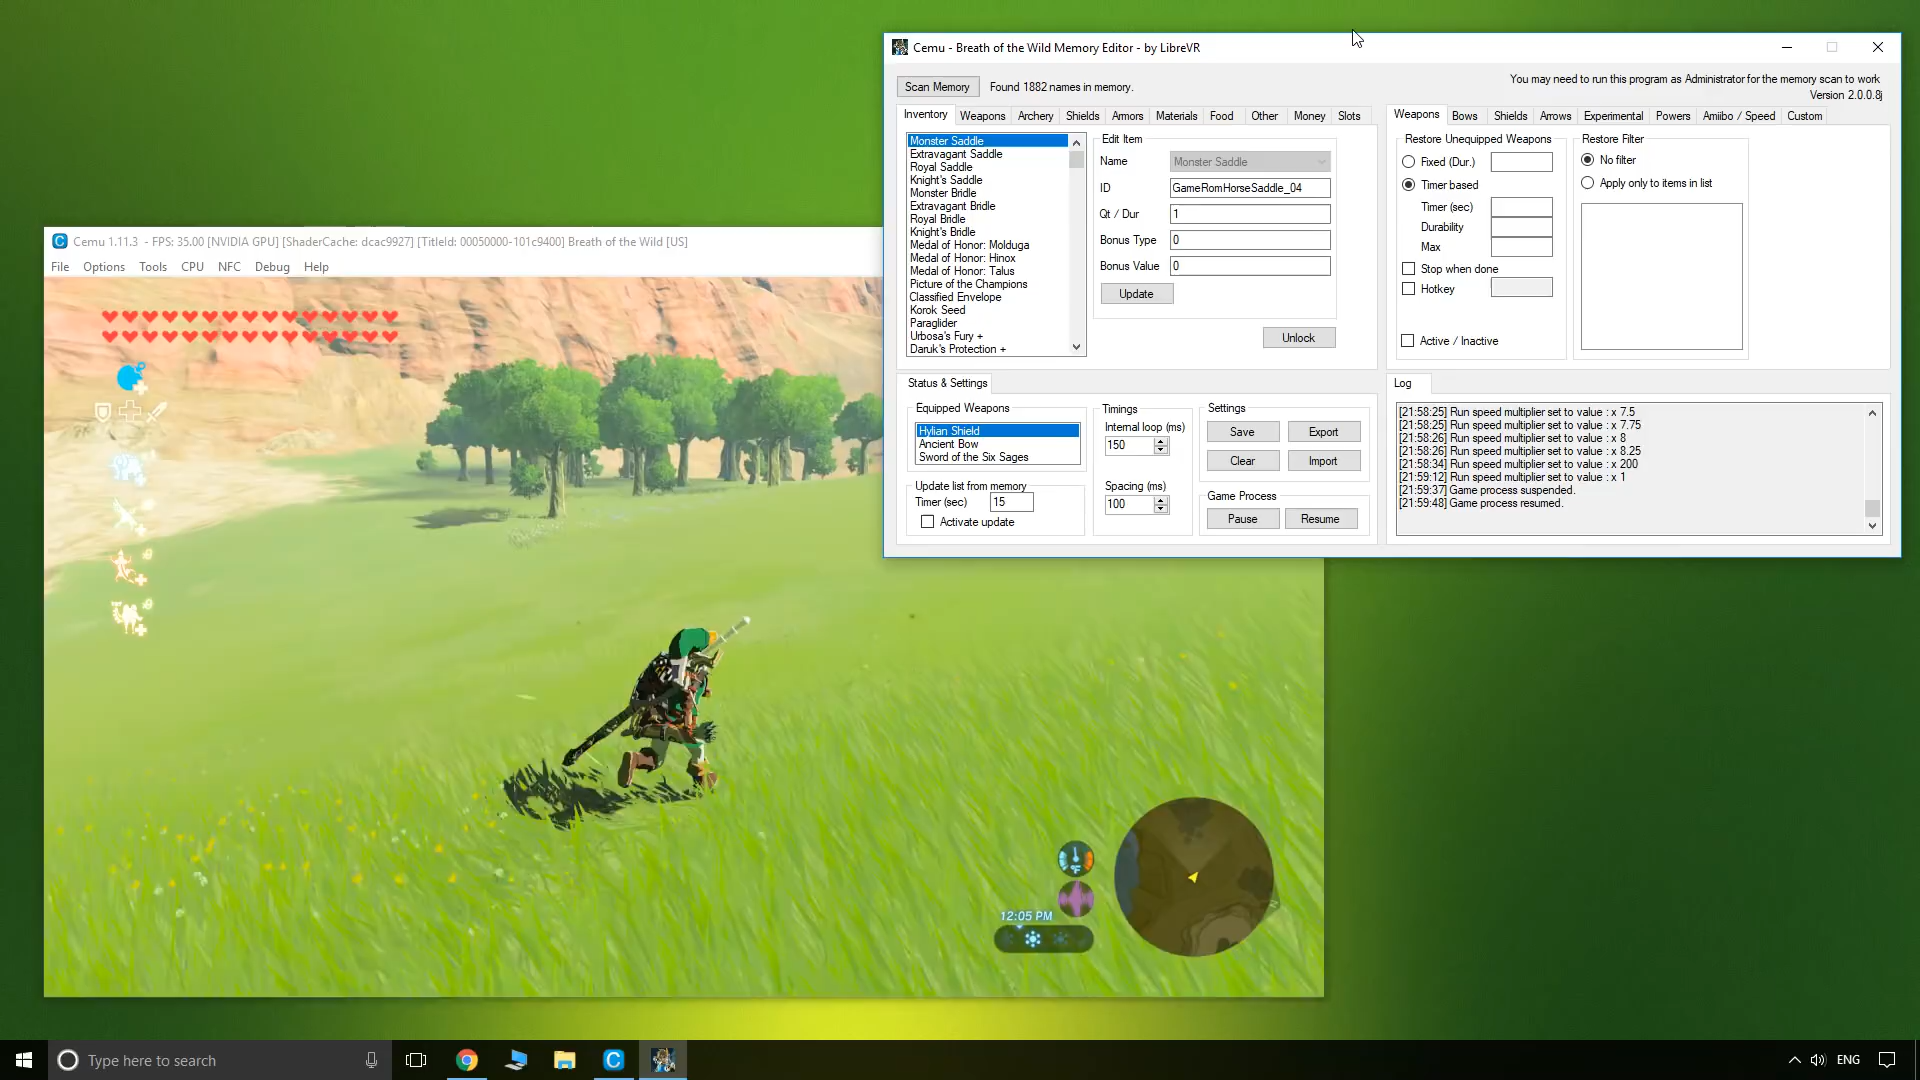 Cemu - Breath of the Wild Memory Editor - by LibreVR
Scan Memory
Found 1882 names in memory.
You may need to run this program as Administrator for the memory scan to work
Version 2.0.0.8j
Inventory Weapons Archery Shields Armors Materials Food Other Money Slots
Monster Saddle
Extravagant Saddle
Royal Saddle
Knight's Saddle
Monster Bridle
Extravagant Bridle
Royal Bridle
Knight's Bridle
Medal of Honor: Molduga
Medal of Honor: Hinox
Medal of Honor: Talus
Picture of the Champions
Classified Envelope
Korok Seed
Paraglider
Urbosa's Fury +
Daruk's Protection +
Edit Item
Name Monster Saddle
ID GameRomHorseSaddle_04
Qt / Dur 1
Bonus Type 0
Bonus Value 0
Update
Unlock
Weapons Bows Shields Arrows Experimental Powers Amiibo / Speed Custom
Restore Unequipped Weapons
Fixed (Dur.)
Timer based
Timer (sec)
Durability
Max
Stop when done
Hotkey
Active / Inactive
Restore Filter
No filter
Apply only to items in list
Status & Settings
Equipped Weapons
Hylian Shield
Ancient Bow
Sword of the Six Sages
Update list from memory
Timer (sec) 15
Activate update
Timings
Internal loop (ms)
150
Spacing (ms)
100
Settings
Save Export
Clear Import
Game Process
Pause Resume
Log
[21:58:25] Run speed multiplier set to value : x 7.5
[21:58:25] Run speed multiplier set to value : x 7.75
[21:58:26] Run speed multiplier set to value : x 8
[21:58:26] Run speed multiplier set to value : x 8.25
[21:58:34] Run speed multiplier set to value : x 200
[21:59:12] Run speed multiplier set to value : x 1
[21:59:37] Game process suspended.
[21:59:48] Game process resumed.
C Cemu 1.11.3 - FPS: 35.00 [NVIDIA GPU] [ShaderCache: dcac9927] [TitleId: 00050000-101c9400] Breath of the Wild [US]
File Options Tools CPU NFC Debug Help
12:05 PM
Type here to search
C
ENG